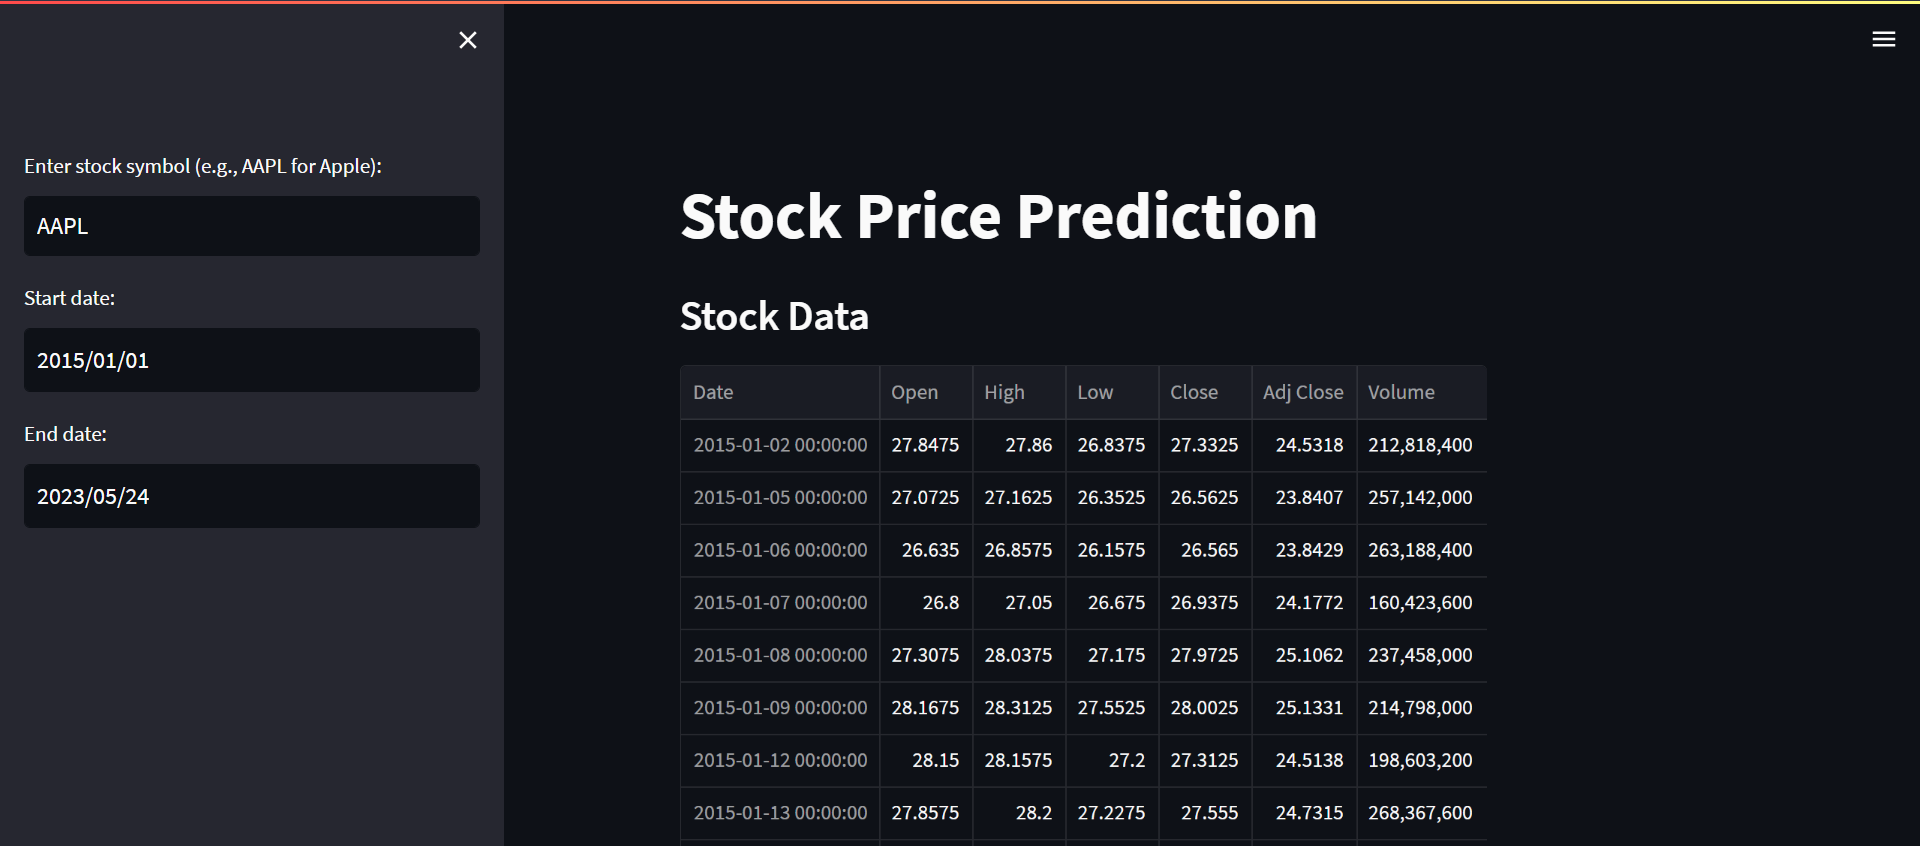 Enter stock symbol (e.g., AAPL for Apple):
AAPL
Start date:
2015/01/01
End date:
2023/05/24
Stock Price Prediction
Stock Data
Date Open High Low Close Adj Close Volume
2015-01-02 00:00:00 27.8475 27.86 26.8375 27.3325 24.5318 212,818,400
2015-01-05 00:00:00 27.0725 27.1625 26.3525 26.5625 23.8407 257,142,000
2015-01-06 00:00:00 26.635 26.8575 26.1575 26.565 23.8429 263,188,400
2015-01-07 00:00:00 26.8 27.05 26.675 26.9375 24.1772 160,423,600
2015-01-08 00:00:00 27.3075 28.0375 27.175 27.9725 25.1062 237,458,000
2015-01-09 00:00:00 28.1675 28.3125 27.5525 28.0025 25.1331 214,798,000
2015-01-12 00:00:00 28.15 28.1575 27.2 27.3125 24.5138 198,603,200
2015-01-13 00:00:00 27.8575 28.2 27.2275 27.555 24.7315 268,367,600